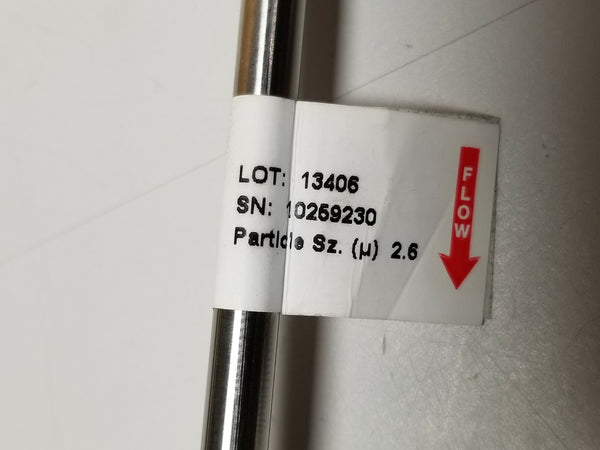 LOT: 13406
SN: 10259230
Particle Sz. (µ) 2.6
FLOW